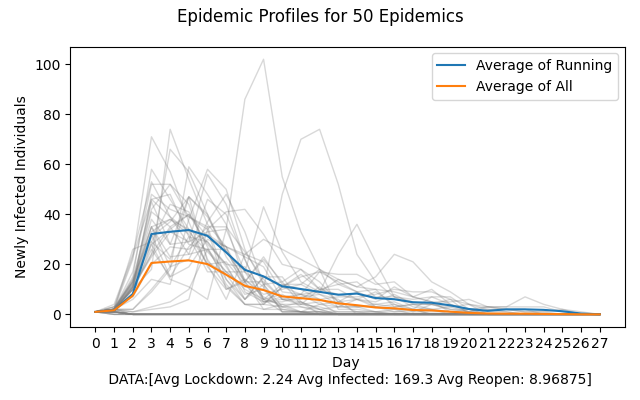 Epidemic Profiles for 50 Epidemics
Average of Running
Average of All
Newly Infected Individuals
100
80
60
40
20
0
0 1 2 3 4 5 6 7 8 9 10 11 12 13 14 15 16 17 18 19 20 21 22 23 24 25 26 27
Day
DATA:[Avg Lockdown: 2.24 Avg Infected: 169.3 Avg Reopen: 8.96875]